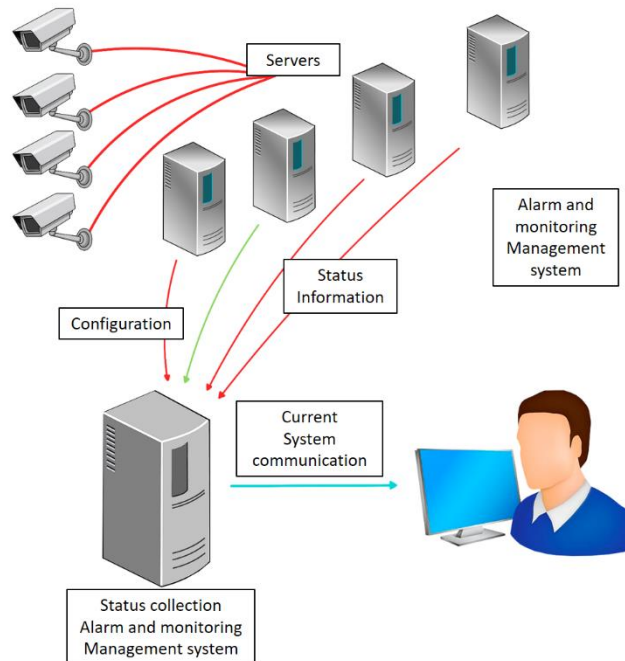 Servers
Alarm and
monitoring
Management
system
Status
Information
Configuration
Current
System
communication
Status collection
Alarm and monitoring
Management system